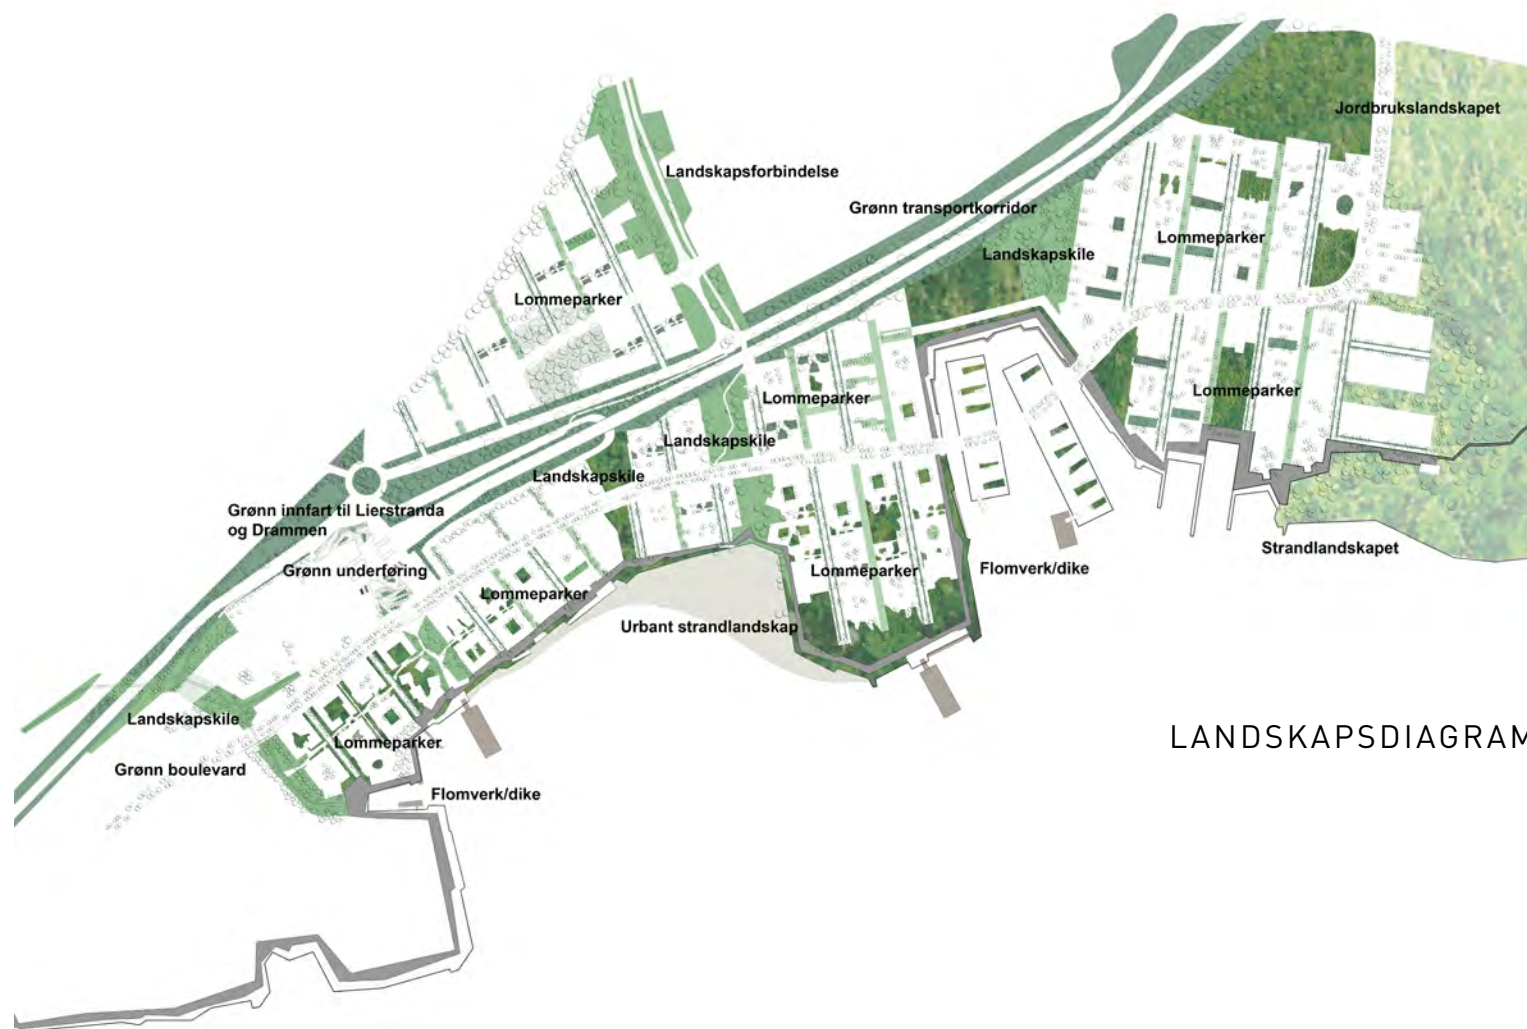 Jordbrukslandskapet
Landskapsforbindelse
Grønn transportkorridor
Lommeparker
Landskapskile
Lommeparker
Lommeparker
Lommeparker
Landskapskile
Landskapskile
Grønn innfart til Lierstranda
og Drammen
Strandlandskapet
Grønn underføring
Lommeparker
Flomverk/dike
Lommeparker
Urbant strandlandskap
Landskapskile
Lommeparker
LANDSKAPSDIAGRAM
Grønn boulevard
Flomverk/dike